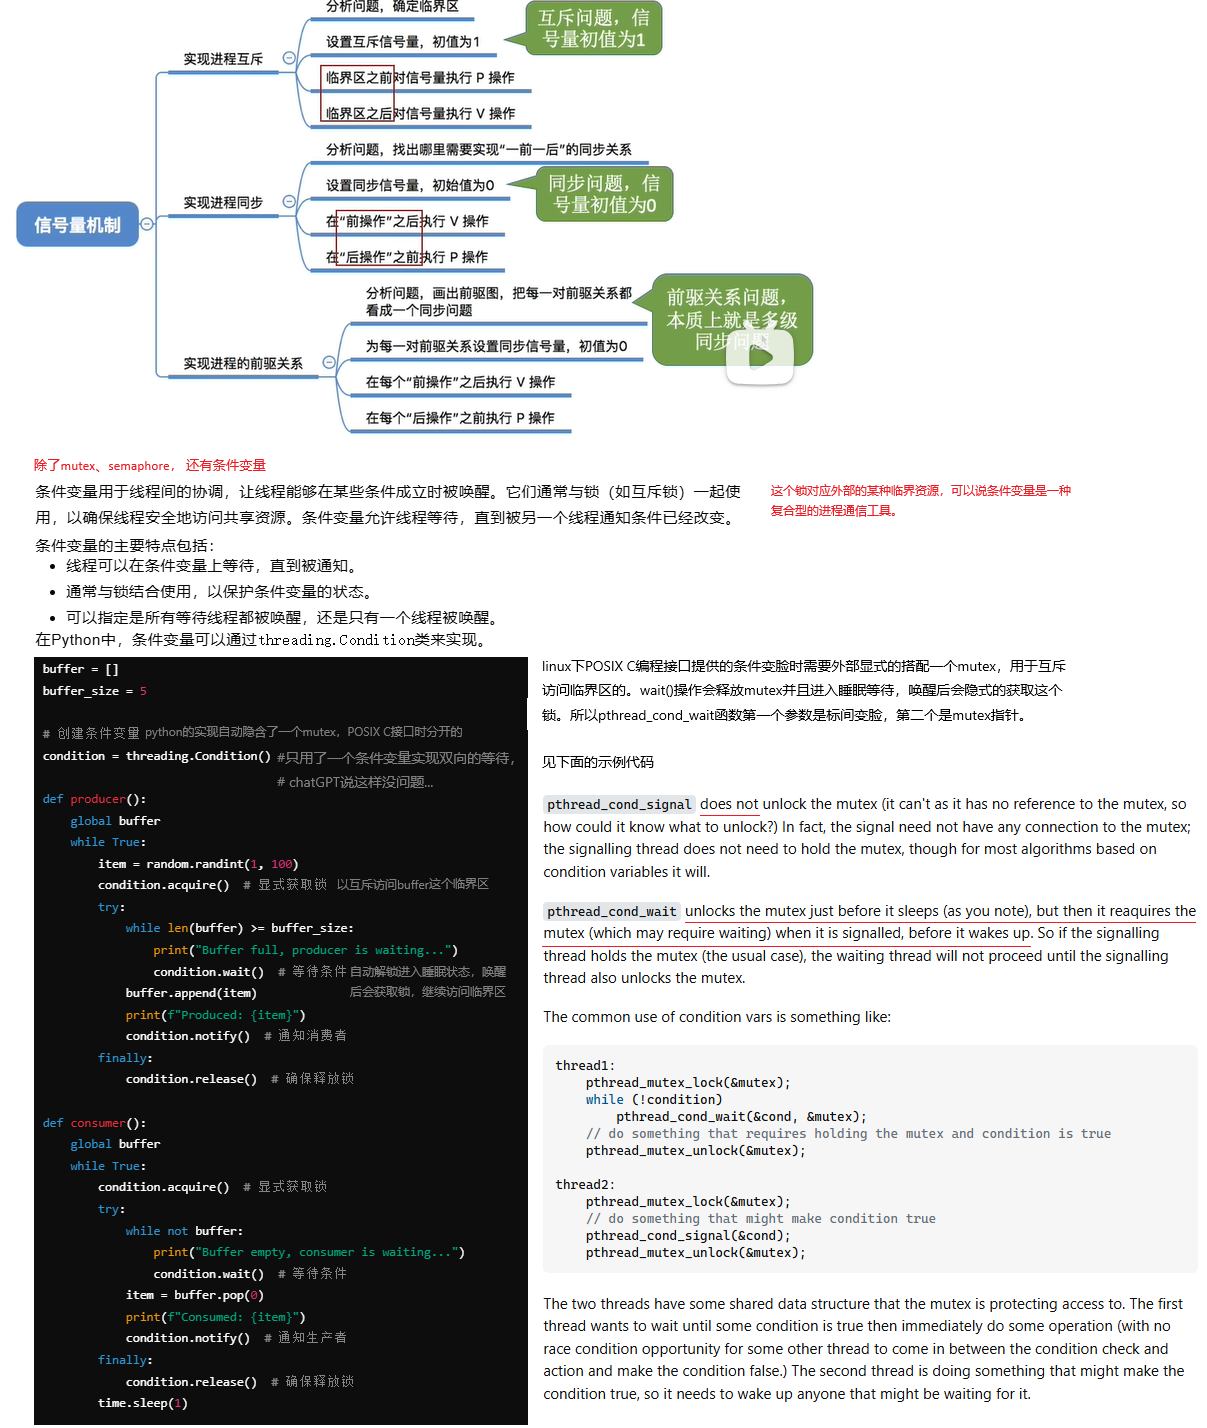 分析问题，确定临界区
设置互斥信号量，初值为1
互斥问题，信
号量初值为1
实现进程互斥
临界区之前对信号量执行 P 操作
临界区之后对信号量执行 V 操作
分析问题，找出哪里需要实现“一前一后”的同步关系
设置同步信号量，初始值为0
同步问题，信
号量初值为0
实现进程同步
在“前操作”之后执行 V 操作
在“后操作”之前执行 P 操作
信号量机制
分析问题，画出前驱图，把每一对前驱关系都
看成一个同步问题
前驱关系问题，
本质上就是多级
同步问题
为每一对前驱关系设置同步信号量，初值为0
实现进程的前驱关系
在每个“前操作”之后执行 V 操作
在每个“后操作”之前执行 P 操作
除了mutex、semaphore， 还有条件变量
条件变量用于线程间的协调，让线程能够在某些条件成立时被唤醒。它们通常与锁（如互斥锁）一起使
用，以确保线程安全地访问共享资源。条件变量允许线程等待，直到被另一个线程通知条件已经改变。
这个锁对应外部的某种临界资源，可以说条件变量是一种
复合型的进程通信工具。
条件变量的主要特点包括：
• 线程可以在条件变量上等待，直到被通知。
• 通常与锁结合使用，以保护条件变量的状态。
• 可以指定是所有等待线程都被唤醒，还是只有一个线程被唤醒。
在Python中，条件变量可以通过threading.Condition类来实现。
buffer = []
buffer_size = 5
# 创建条件变量 python的实现自动隐含了一个mutex，POSIX C接口时分开的
condition = threading.Condition() #只用了一个条件变量实现双向的等待，
# chatGPT说这样没问题...
def producer():
global buffer
while True:
item = random.randint(1, 100)
condition.acquire()  # 显式获取锁 以互斥访问buffer这个临界区
try:
while len(buffer) >= buffer_size:
print("Buffer full, producer is waiting...")
condition.wait()  # 等待条件 自动解锁进入睡眠状态，唤醒
后会获取锁，继续访问临界区
buffer.append(item)
print(f"Produced: {item}")
condition.notify()  # 通知消费者
finally:
condition.release()  # 确保释放锁
def consumer():
global buffer
while True:
condition.acquire()  # 显式获取锁
try:
while not buffer:
print("Buffer empty, consumer is waiting...")
condition.wait()  # 等待条件
item = buffer.pop(0)
print(f"Consumed: {item}")
condition.notify()  # 通知生产者
finally:
condition.release()  # 确保释放锁
time.sleep(1)
linux下POSIX C编程接口提供的条件变脸时需要外部显式的搭配一个mutex，用于互斥
访问临界区的。wait()操作会释放mutex并且进入睡眠等待，唤醒后会隐式的获取这个
锁。所以pthread_cond_wait函数第一个参数是标间变脸，第二个是mutex指针。
见下面的示例代码
pthread_cond_signal does not unlock the mutex (it can't as it has no reference to the mutex, so
how could it know what to unlock?) In fact, the signal need not have any connection to the mutex;
the signalling thread does not need to hold the mutex, though for most algorithms based on
condition variables it will.
pthread_cond_wait unlocks the mutex just before it sleeps (as you note), but then it reaquires the
mutex (which may require waiting) when it is signalled, before it wakes up. So if the signalling
thread holds the mutex (the usual case), the waiting thread will not proceed until the signalling
thread also unlocks the mutex.
The common use of condition vars is something like:
thread1:
pthread_mutex_lock(&mutex);
while (!condition)
pthread_cond_wait(&cond, &mutex);
// do something that requires holding the mutex and condition is true
pthread_mutex_unlock(&mutex);
thread2:
pthread_mutex_lock(&mutex);
// do something that might make condition true
pthread_cond_signal(&cond);
pthread_mutex_unlock(&mutex);
The two threads have some shared data structure that the mutex is protecting access to. The first
thread wants to wait until some condition is true then immediately do some operation (with no
race condition opportunity for some other thread to come in between the condition check and
action and make the condition false.) The second thread is doing something that might make the
condition true, so it needs to wake up anyone that might be waiting for it.